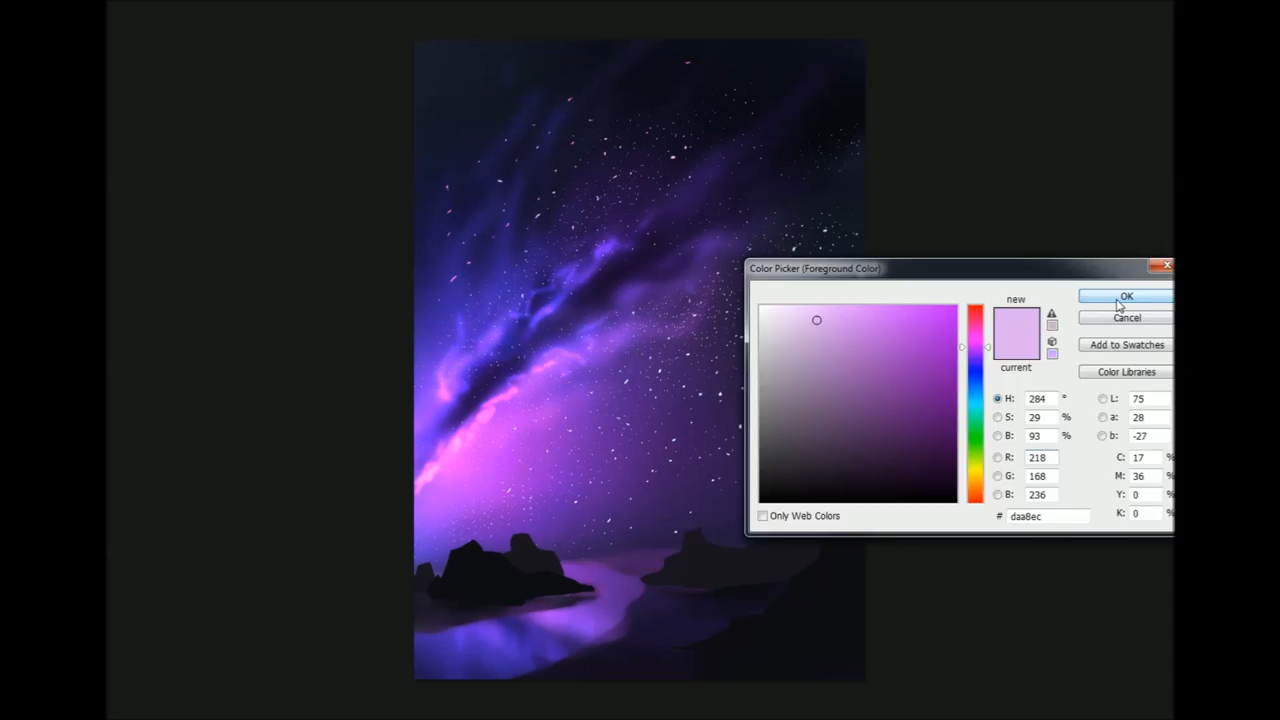 Color Picker (Foreground Color)
new
OK
Cancel
current
Add to Swatches
Color Libraries
H: 284 °
L: 75
S: 29 %
a: 28
B: 93 %
b: -27
R: 218
C: 17 %
G: 168
M: 36 %
B: 236
Y: 0 %
# daa8ec
K: 0 %
Only Web Colors